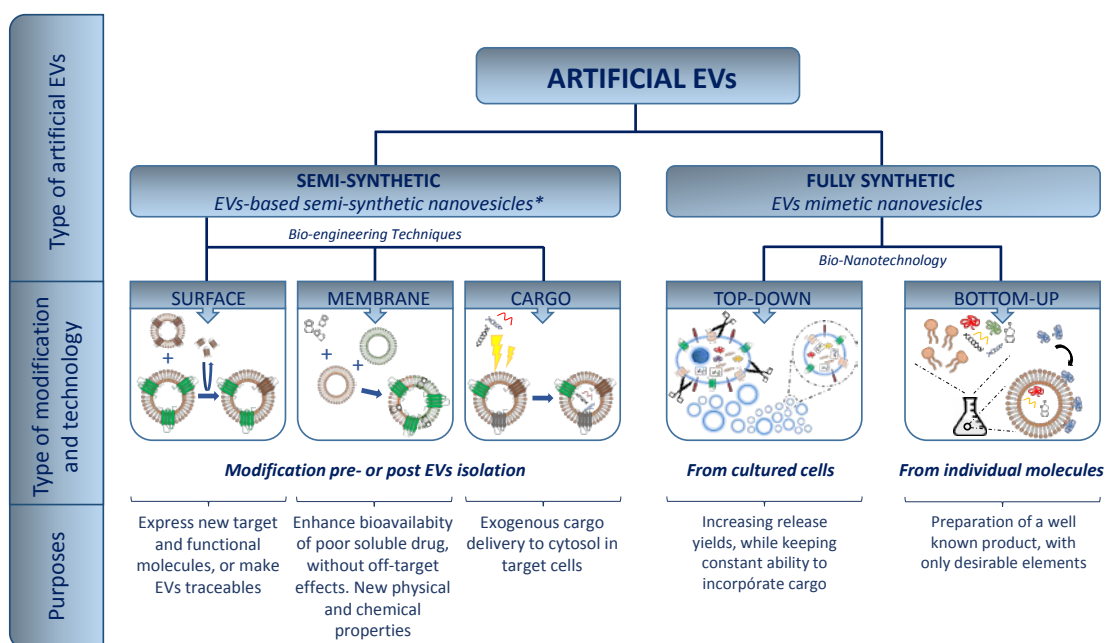 Type of artificial EVs
ARTIFICIAL EVs
SEMI-SYNTHETIC
EVs-based semi-synthetic nanovesicles*
FULLY SYNTHETIC
EVs mimetic nanovesicles
Bio-engineering Techniques
Bio-Nanotechnology
Type of modification
and technology
SURFACE
MEMBRANE
CARGO
TOP-DOWN
BOTTOM-UP
+
+
+
Modification pre- or post EVs isolation
From cultured cells
From individual molecules
Purposes
Express new target
and functional
molecules, or make
EVs traceables
Enhance bioavailabity
of poor soluble drug,
without off-target
effects. New physical
and chemical
properties
Exogenous cargo
delivery to cytosol in
target cells
Increasing release
yields, while keeping
constant ability to
incorpórate cargo
Preparation of a well
known product, with
only desirable elements